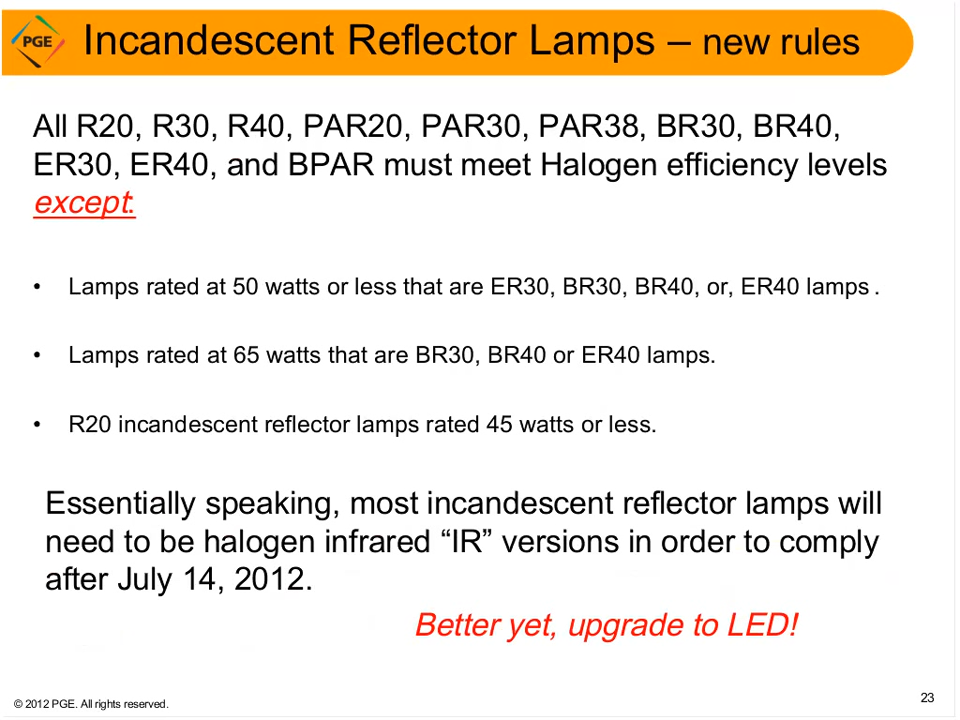 PGE
Incandescent Reflector Lamps – new rules
All R20, R30, R40, PAR20, PAR30, PAR38, BR30, BR40,
ER30, ER40, and BPAR must meet Halogen efficiency levels
except:
• Lamps rated at 50 watts or less that are ER30, BR30, BR40, or, ER40 lamps .
• Lamps rated at 65 watts that are BR30, BR40 or ER40 lamps.
• R20 incandescent reflector lamps rated 45 watts or less.
Essentially speaking, most incandescent reflector lamps will
need to be halogen infrared “IR” versions in order to comply
after July 14, 2012.
Better yet, upgrade to LED!
© 2012 PGE. All rights reserved.
23